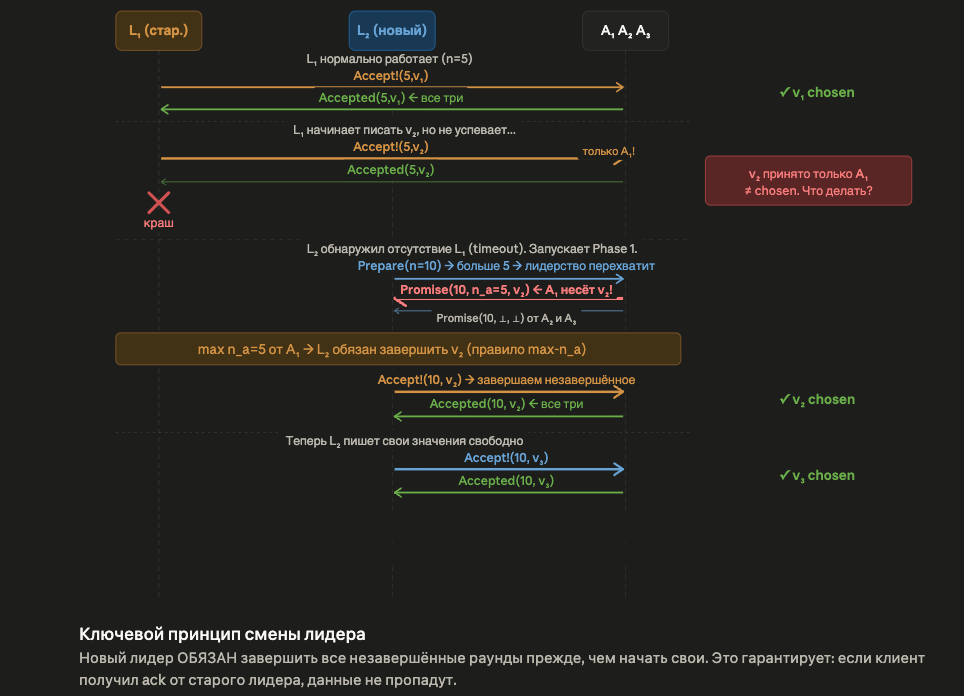 L₁ (стар.)
L₂ (новый)
A₁ A₂ A₃
L₁ нормально работает (n=5)
Accept!(5,v₁)
Accepted(5,v₁) ← все три
✓ v₁ chosen
L₁ начинает писать v₂, но не успевает...
Accept!(5,v₂)
только A₁!
Accepted(5,v₂)
v₂ принято только A₁
≠ chosen. Что делать?
краш
L₂ обнаружил отсутствие L₁ (timeout). Запускает Phase 1.
Prepare(n=10) → больше 5 → лидерство перехватит
Promise(10, n_a=5, v₂) ← A₁ несёт v₂!
Promise(10, ⊥, ⊥) от A₂ и A₃
max n_a=5 от A₁ → L₂ обязан завершить v₂ (правило max-n_a)
Accept!(10, v₂) → завершаем незавершённое
Accepted(10, v₂) ← все три
✓ v₂ chosen
Теперь L₂ пишет свои значения свободно
Accept!(10, v₃)
Accepted(10, v₃)
✓ v₃ chosen
Ключевой принцип смены лидера
Новый лидер ОБЯЗАН завершить все незавершённые раунды прежде, чем начать свои. Это гарантирует: если клиент
получил ack от старого лидера, данные не пропадут.